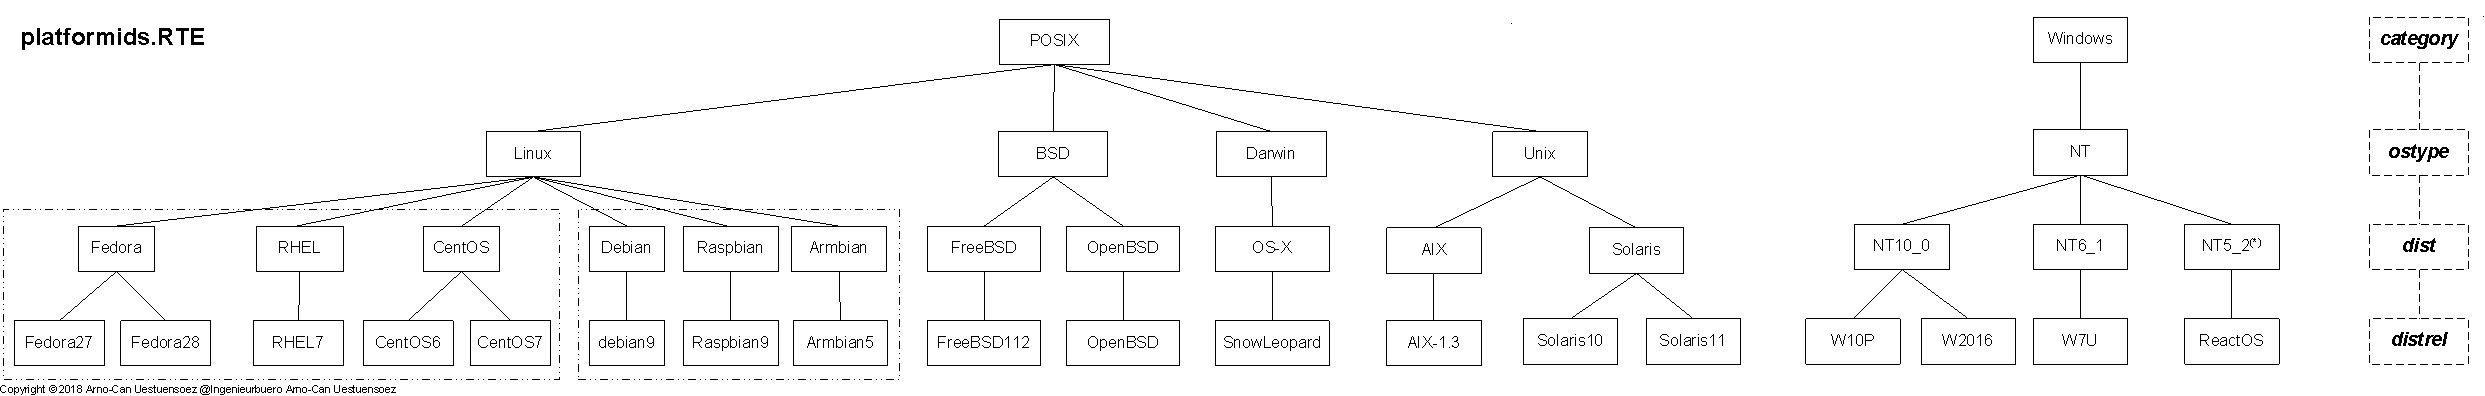 platformids.RTE
POSIX
Windows
category
Linux
BSD
Darwin
Unix
NT
ostype
Fedora
RHEL
CentOS
Debian
Raspbian
Armbian
FreeBSD
OpenBSD
OS-X
AIX
Solaris
NT10_0
NT6_1
NT5_2(*)
dist
Fedora27
Fedora28
RHEL7
CentOS6
CentOS7
debian9
Raspbian9
Armbian5
FreeBSD112
OpenBSD
SnowLeopard
AIX-1.3
Solaris10
Solaris11
W10P
W2016
W7U
ReactOS
distrel
Copyright ©2018 Arno-Can Uestuensoez @Ingenieurbuero Arno-Can Uestuensoez